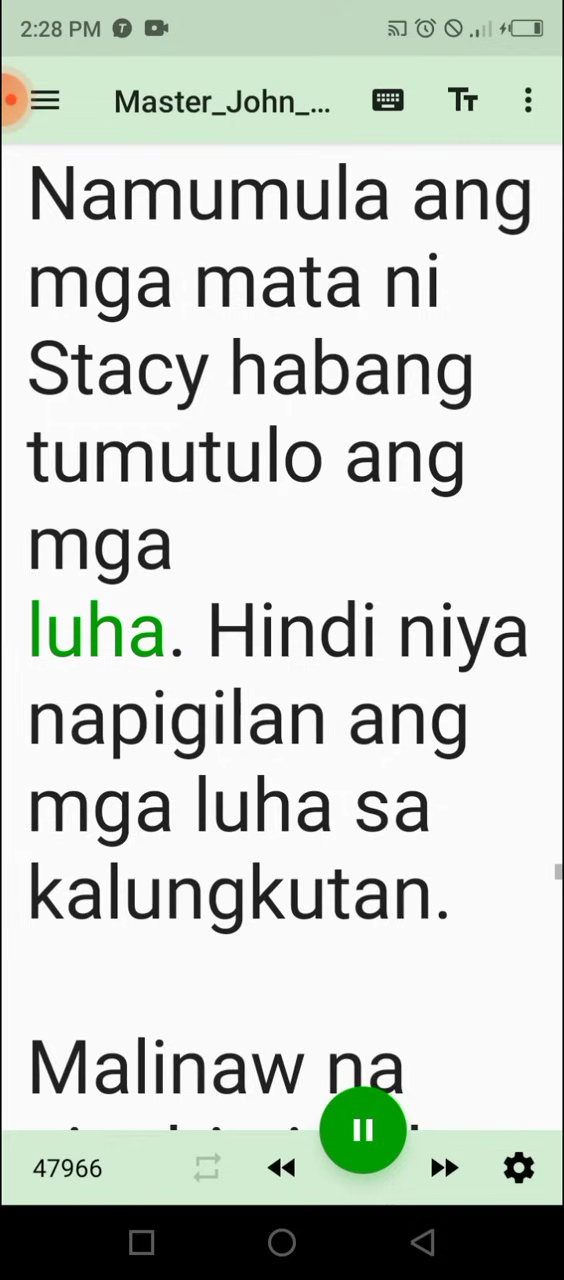 2:28 PM
Master_John_...
Namumula ang
mga mata ni
Stacy habang
tumutulo ang
mga
luha. Hindi niya
napigilan ang
mga luha sa
kalungkutan.
Malinaw na
47966